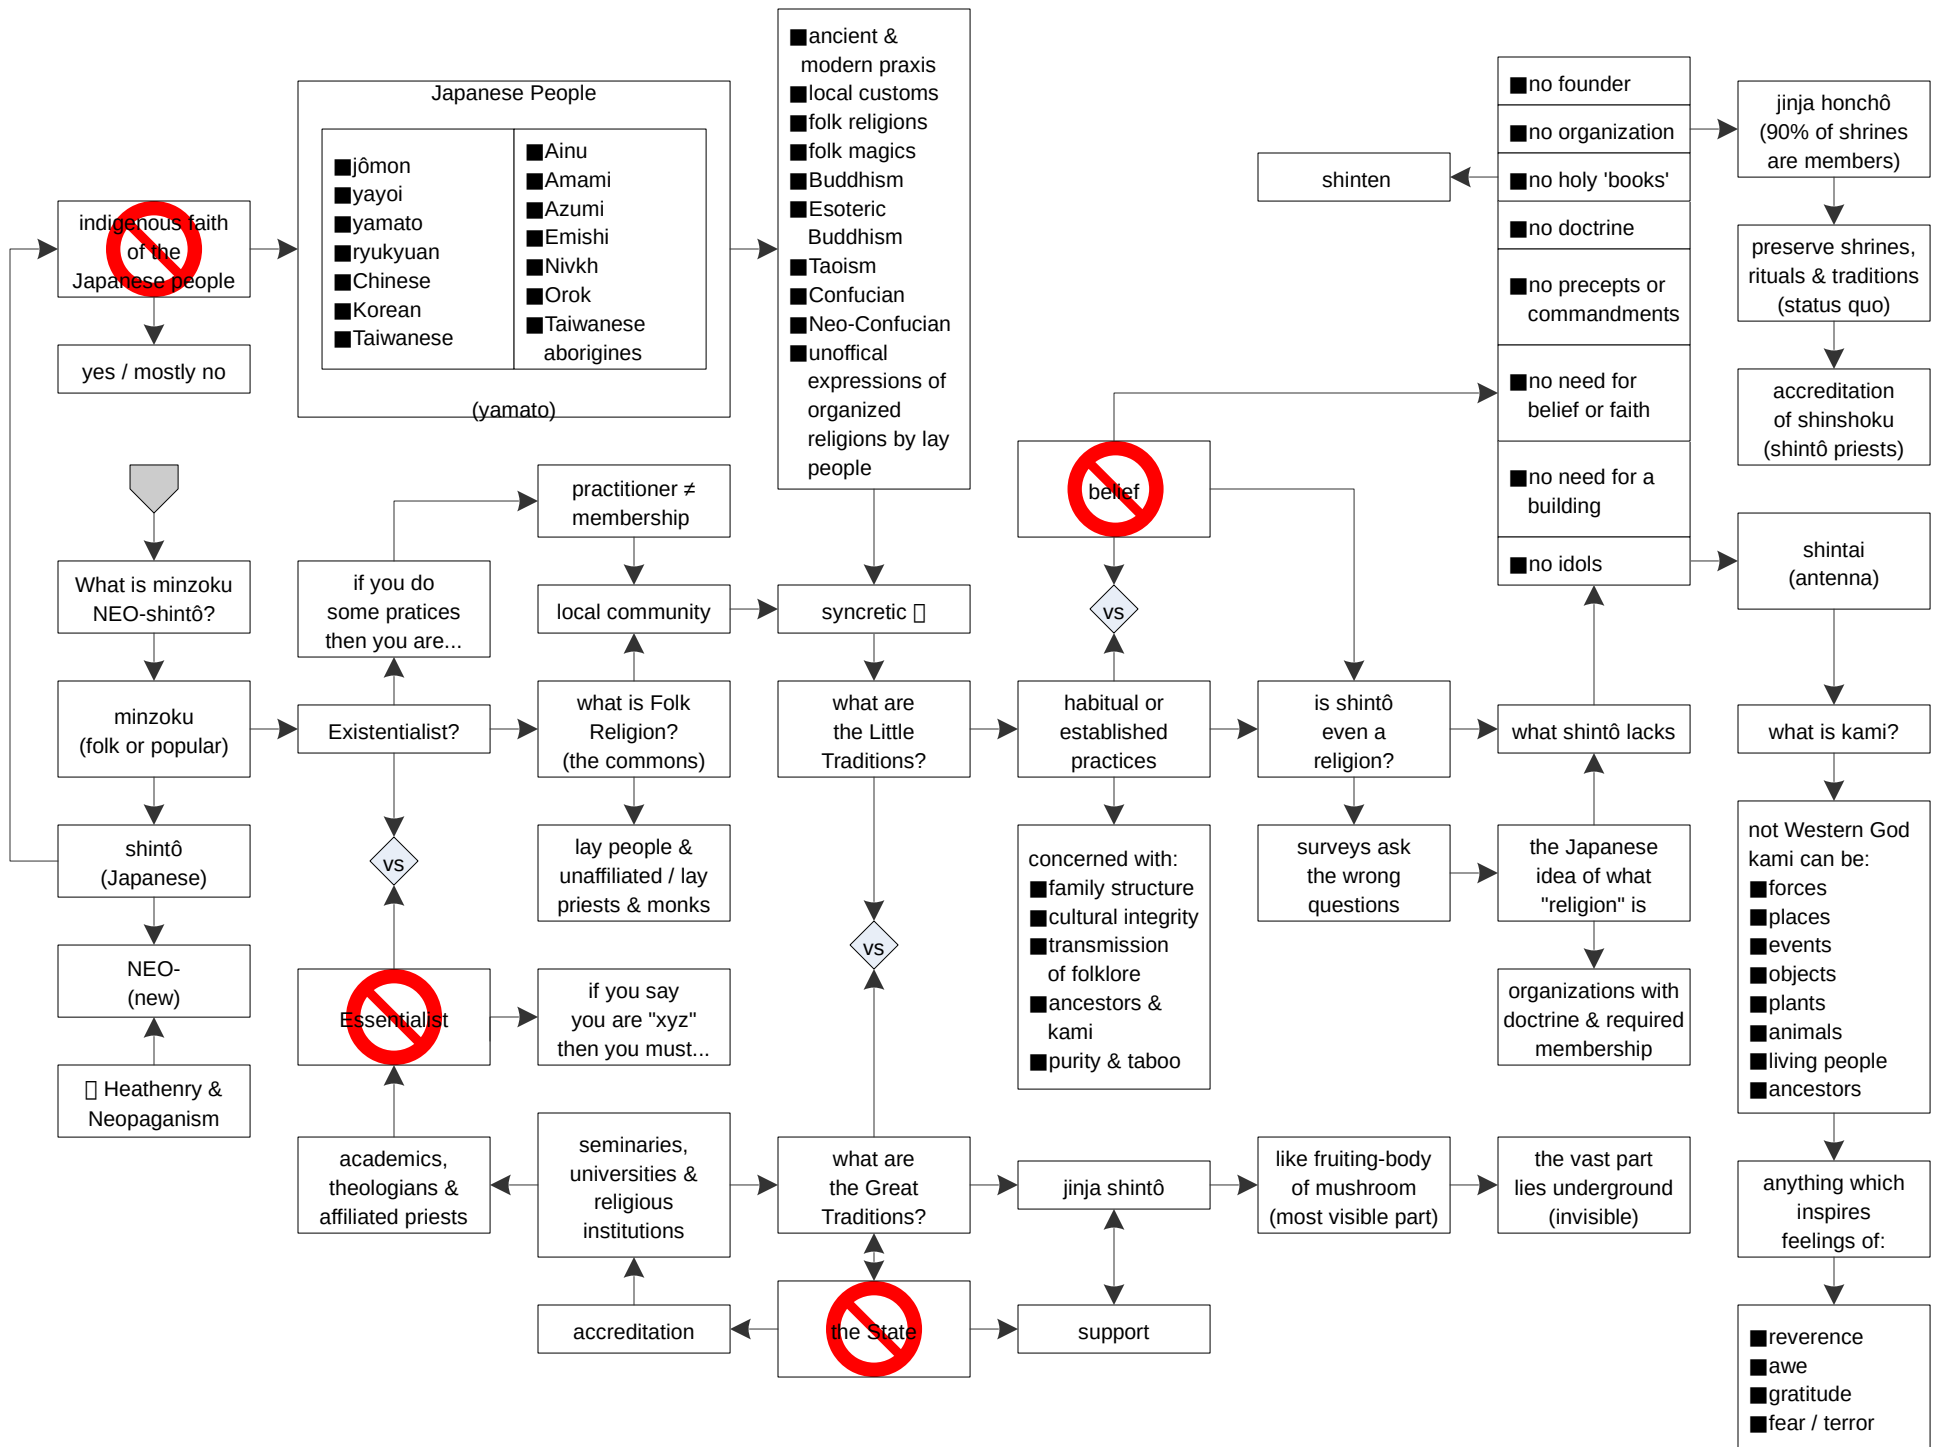 indigenous faith
of the
Japanese people
yes / mostly no
Japanese People
■jômon
■yayoi
■yamato
■ryukyuan
■Chinese
■Korean
■Taiwanese
■Ainu
■Amami
■Azumi
■Emishi
■Nivkh
■Orok
■Taiwanese
aborigines
(yamato)
■ancient &
modern praxis
■local customs
■folk religions
■folk magics
■Buddhism
■Esoteric
Buddhism
■Taoism
■Confucian
■Neo-Confucian
■unoffical
expressions of
organized
religions by lay
people
What is minzoku
NEO-shintô?
minzoku
(folk or popular)
shintô
(Japanese)
NEO-
(new)
▯ Heathenry &
Neopaganism
if you do
some pratices
then you are...
Existentialist?
vs
Essentialist
academics,
theologians &
affiliated priests
practitioner ≠
membership
local community
what is Folk
Religion?
(the commons)
lay people &
unaffiliated / lay
priests & monks
if you say
you are "xyz"
then you must...
seminaries,
universities &
religious
institutions
accreditation
syncretic ▯
what are
the Little
Traditions?
vs
what are
the Great
Traditions?
the State
belief
vs
habitual or
established
practices
concerned with:
■family structure
■cultural integrity
■transmission
of folklore
■ancestors &
kami
■purity & taboo
jinja shintô
support
shinten
is shintô
even a
religion?
surveys ask
the wrong
questions
like fruiting-body
of mushroom
(most visible part)
■no founder
■no organization
■no holy 'books'
■no doctrine
■no precepts or
commandments
■no need for
belief or faith
■no need for a
building
■no idols
what shintô lacks
the Japanese
idea of what
"religion" is
organizations with
doctrine & required
membership
the vast part
lies underground
(invisible)
jinja honchô
(90% of shrines
are members)
preserve shrines,
rituals & traditions
(status quo)
accreditation
of shinshoku
(shintô priests)
shintai
(antenna)
what is kami?
not Western God
kami can be:
■forces
■places
■events
■objects
■plants
■animals
■living people
■ancestors
anything which
inspires
feelings of:
■reverence
■awe
■gratitude
■fear / terror